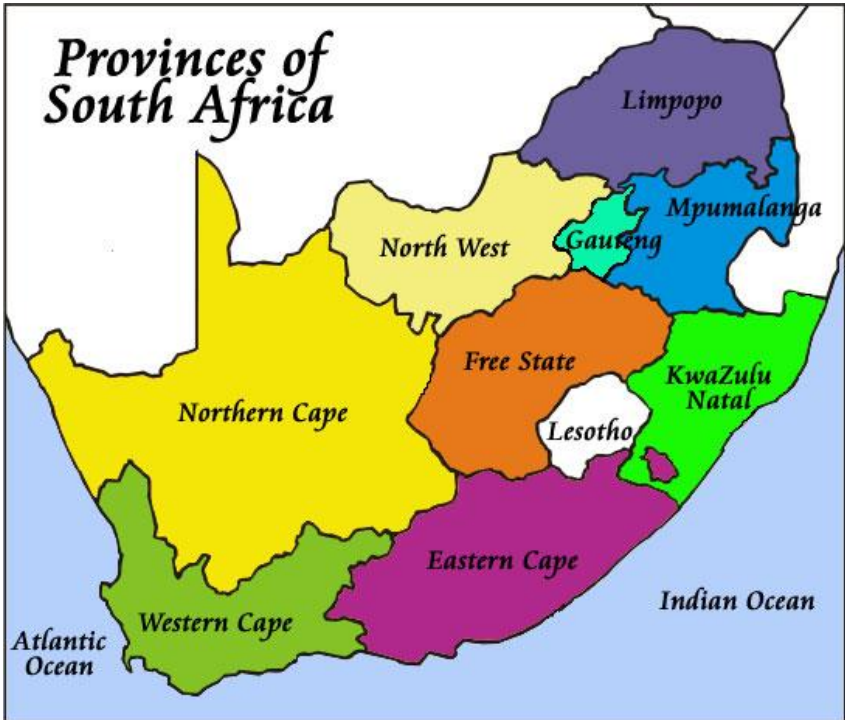 Provinces of
South Africa
Limpopo
Mpumalanga
North West
Gauteng
Free State
KwaZulu
Natal
Northern Cape
Lesotho
Eastern Cape
Western Cape
Indian Ocean
Atlantic
Ocean